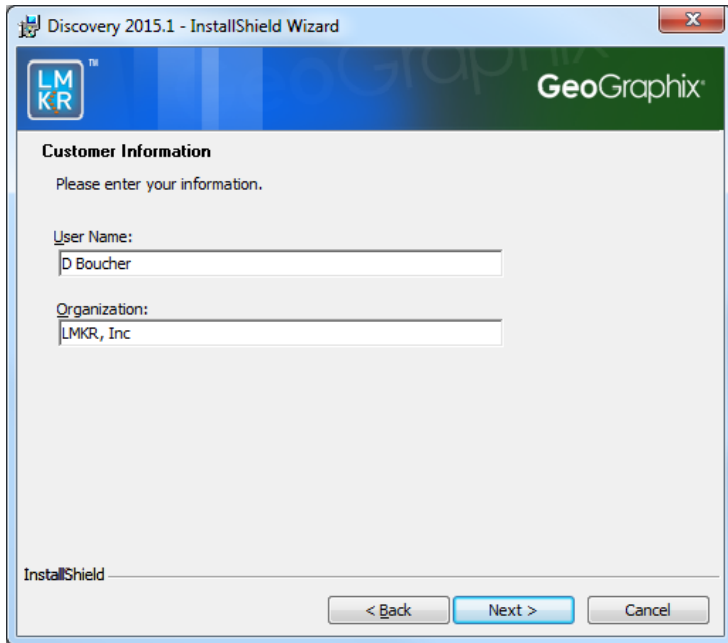 Discovery 2015.1 - InstallShield Wizard
LM
KR
TM
GeoGraphix
GeoGraphix®
Customer Information
Please enter your information.
User Name:
D Boucher
Organization:
LMKR, Inc
InstallShield
< Back
Next >
Cancel